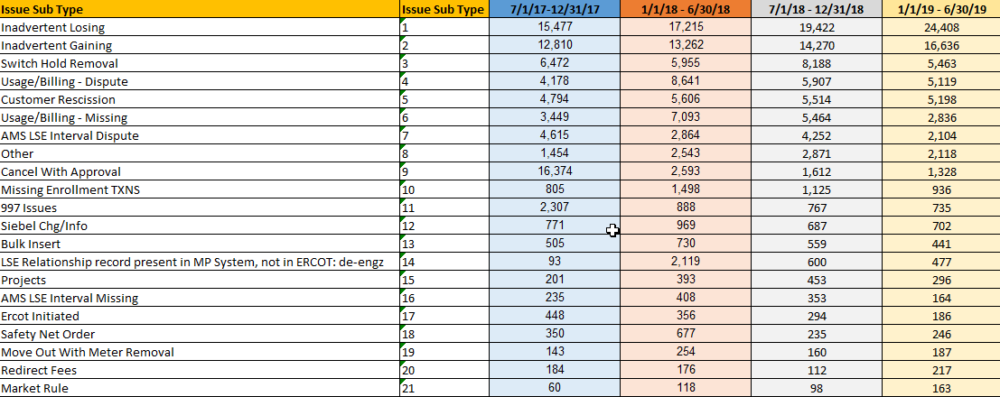 Issue Sub Type Issue Sub Type 7/1/17-12/31/17 1/1/18 - 6/30/18 7/1/18 - 12/31/18 1/1/19 - 6/30/19
Inadvertent Losing 1 15,477 17,215 19,422 24,408
Inadvertent Gaining 2 12,810 13,262 14,270 16,636
Switch Hold Removal 3 6,472 5,955 8,188 5,463
Usage/Billing - Dispute 4 4,178 8,641 5,907 5,119
Customer Rescission 5 4,794 5,606 5,514 5,198
Usage/Billing - Missing 6 3,449 7,093 5,464 2,836
AMS LSE Interval Dispute 7 4,615 2,864 4,252 2,104
Other 8 1,454 2,543 2,871 2,118
Cancel With Approval 9 16,374 2,593 1,612 1,328
Missing Enrollment TXNS 10 805 1,498 1,125 936
997 Issues 11 2,307 888 767 735
Siebel Chg/Info 12 771 969 687 702
Bulk Insert 13 505 730 559 441
LSE Relationship record present in MP System, not in ERCOT: de-engz 14 93 2,119 600 477
Projects 15 201 393 453 296
AMS LSE Interval Missing 16 235 408 353 164
Ercot Initiated 17 448 356 294 186
Safety Net Order 18 350 677 235 246
Move Out With Meter Removal 19 143 254 160 187
Redirect Fees 20 184 176 112 217
Market Rule 21 60 118 98 163